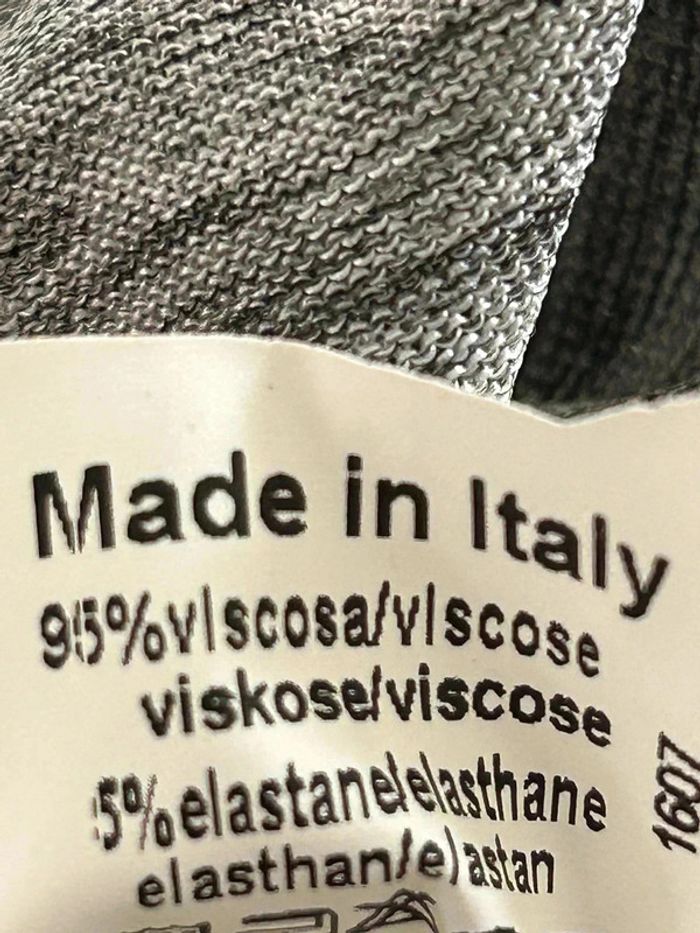 Made in Italy
95%viscosa/viscose
viskose/viscose
5%elastane/elasthane
elasthan/elastan
1607